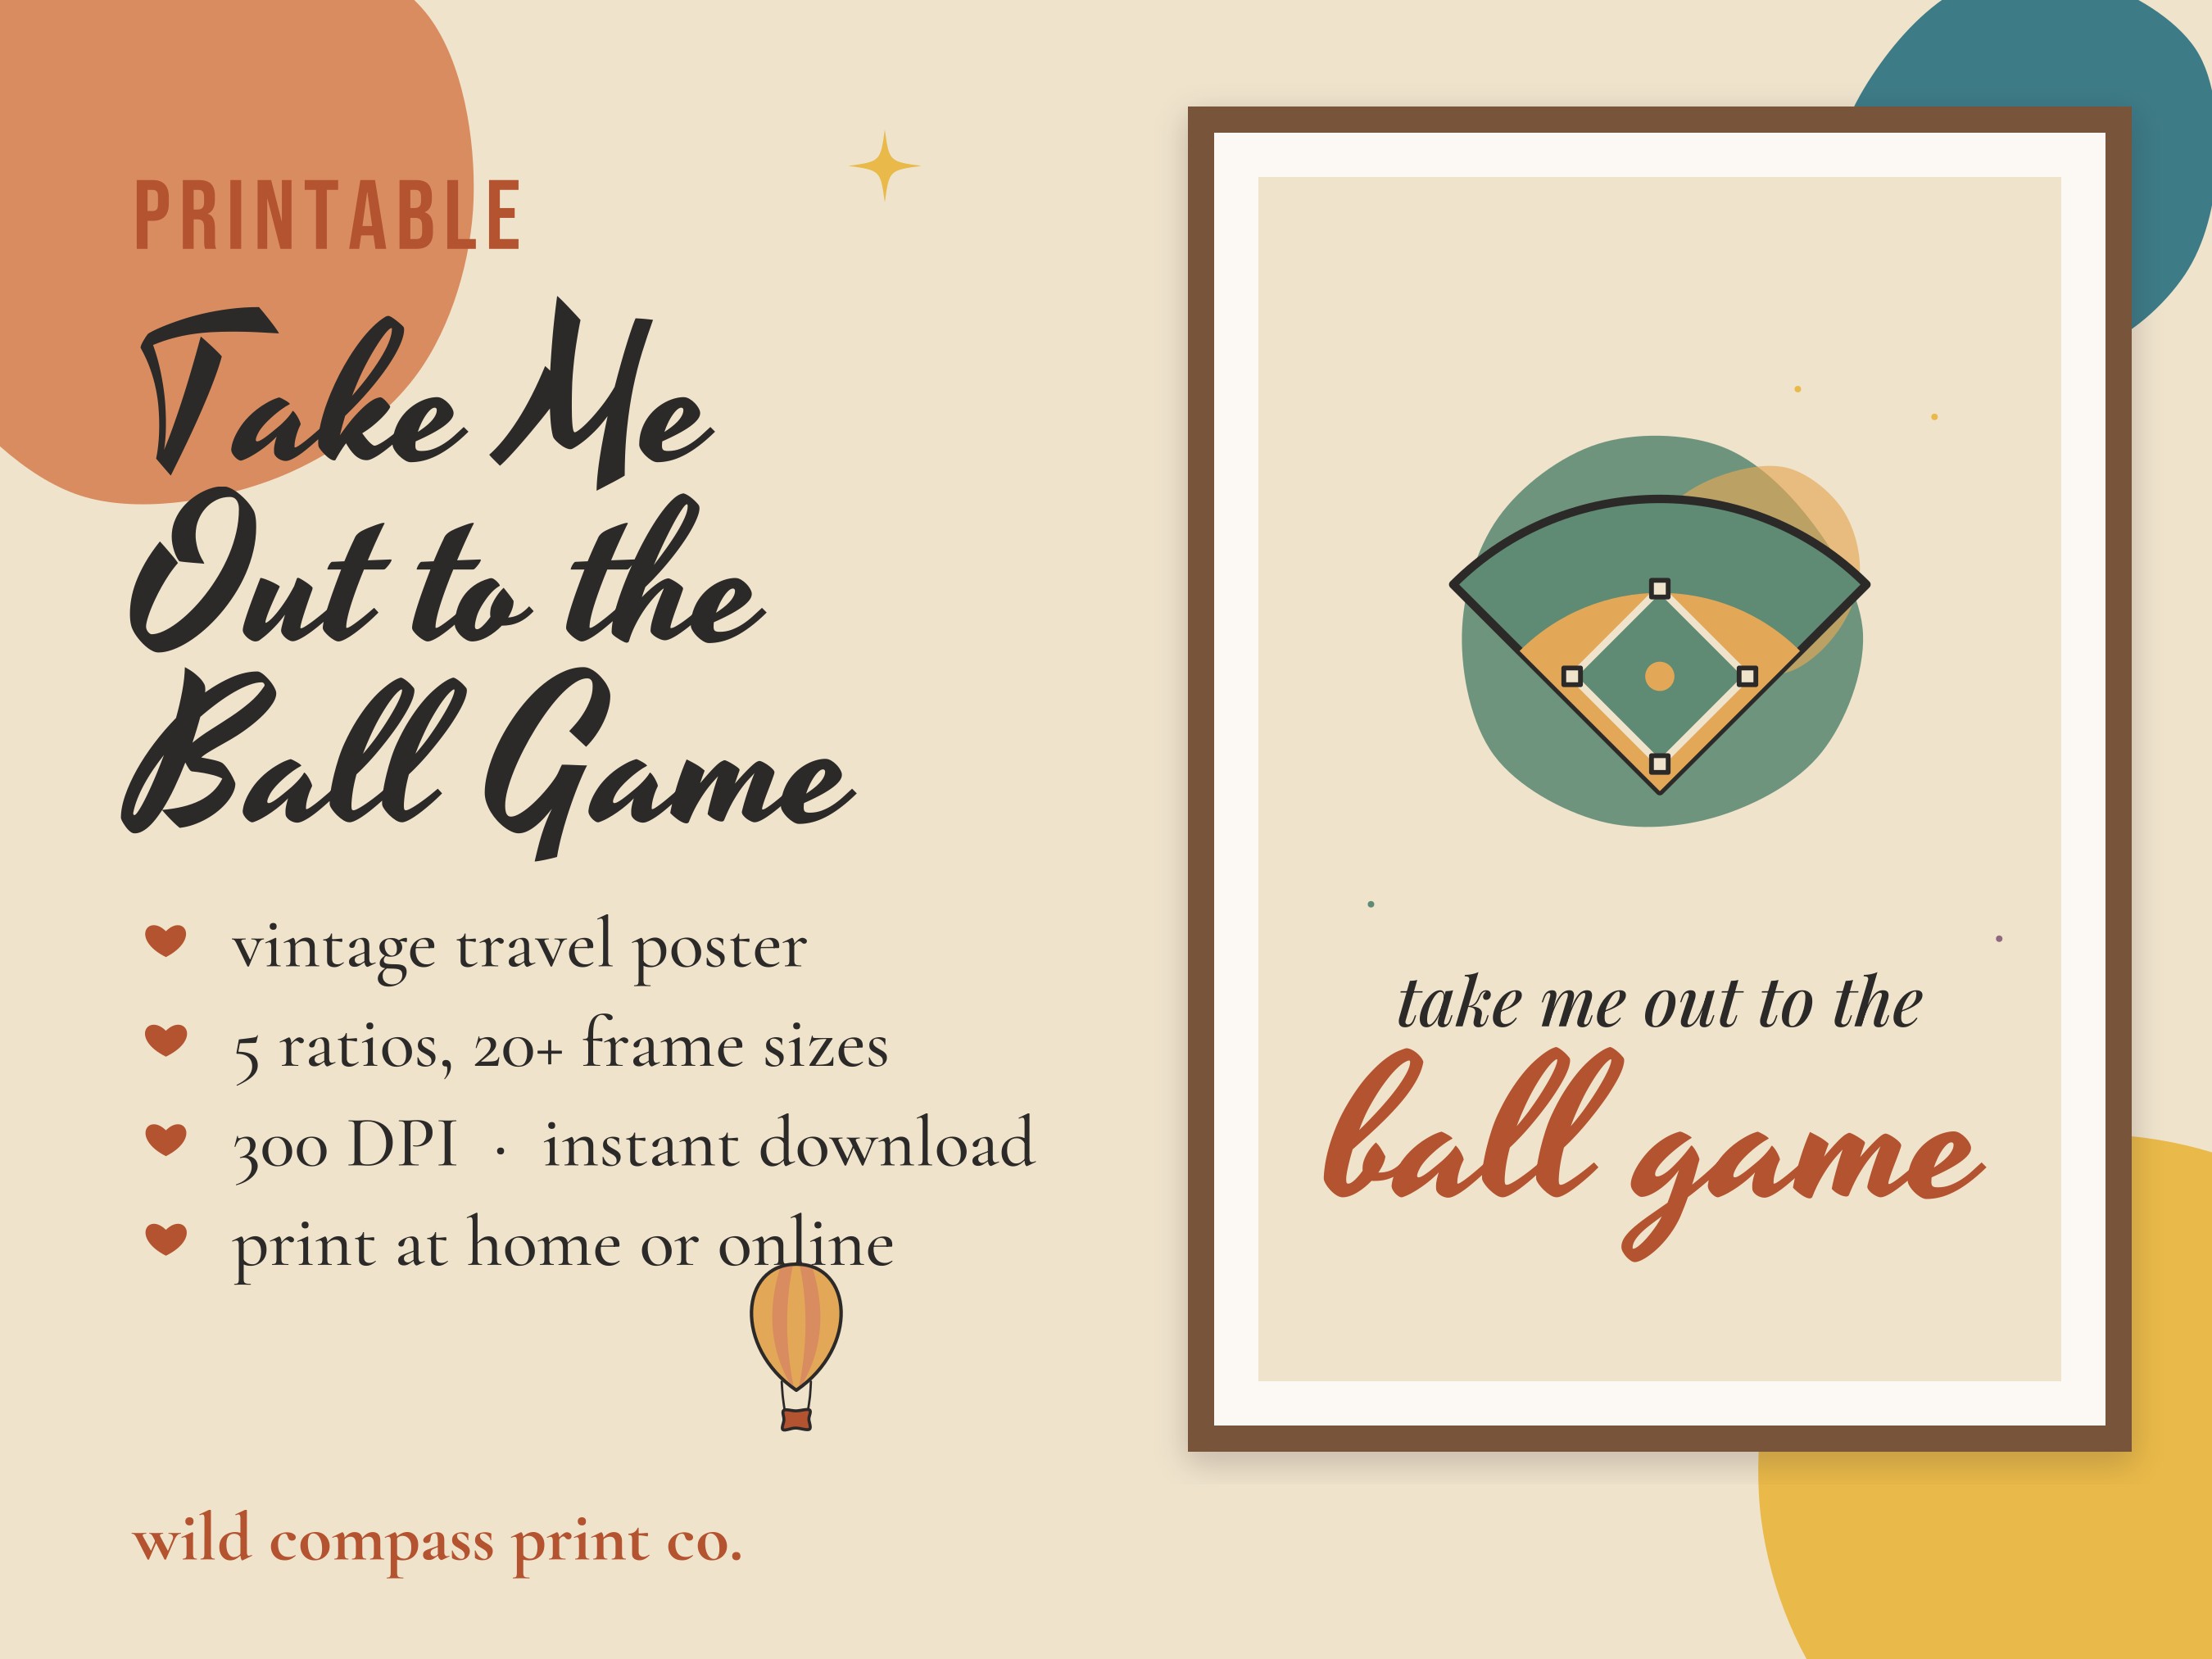 PRINTABLE
Take Me
Out to the
Ball Game
vintage travel poster
5 ratios, 20+ frame sizes
300 DPI · instant download
print at home or online
wild compass print co.
take me out to the
ball game